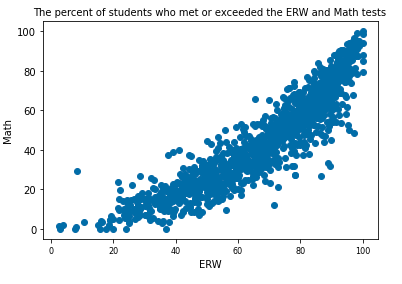 The percent of students who met or exceeded the ERW and Math tests
100
80
60
40
20
0
Math
0 20 40 60 80 100
ERW